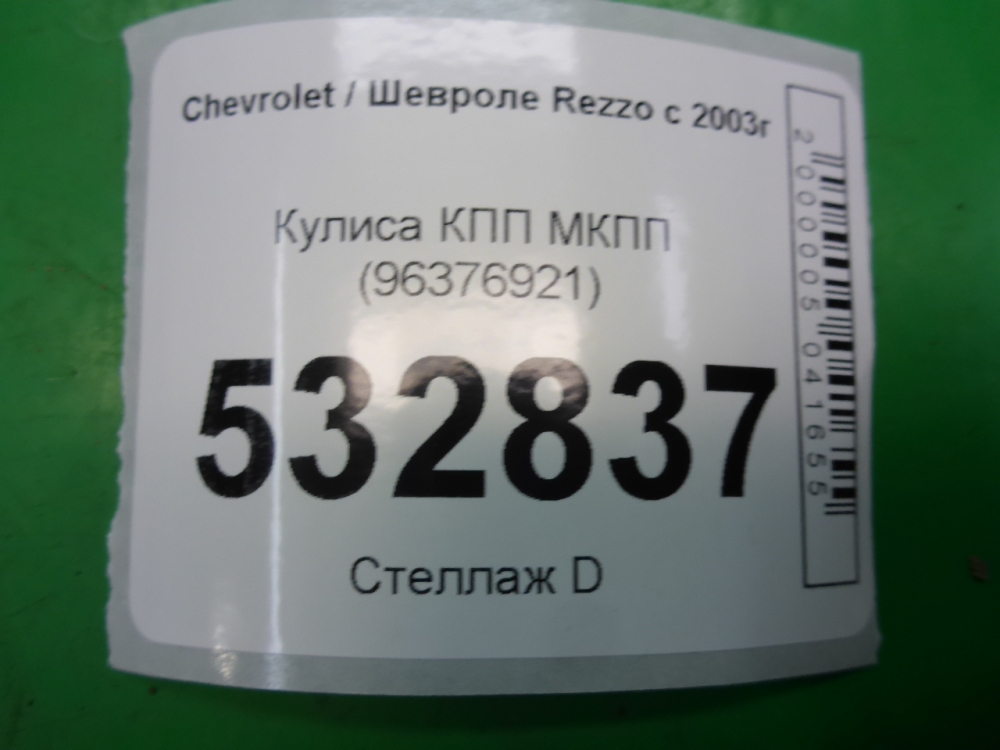 Chevrolet / Шевроле Rezzo с 2003г
Кулиса КПП МКПП
(96376921)
532837
Стеллаж D
2000005041655